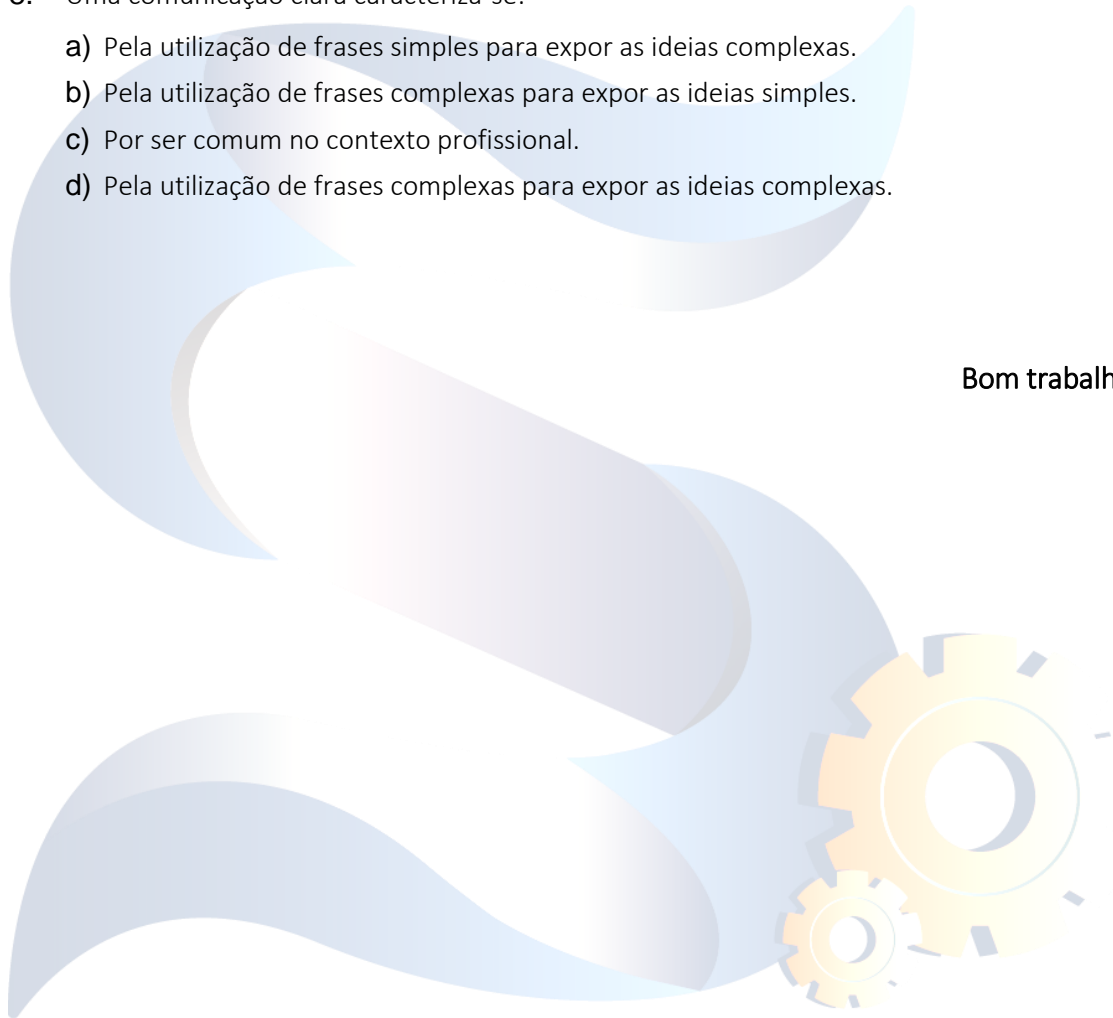 Uma comunicação clara caracteriza-se:
a) Pela utilização de frases simples para expor as ideias complexas.
b) Pela utilização de frases complexas para expor as ideias simples.
c) Por ser comum no contexto profissional.
d) Pela utilização de frases complexas para expor as ideias complexas.
Bom trabalh